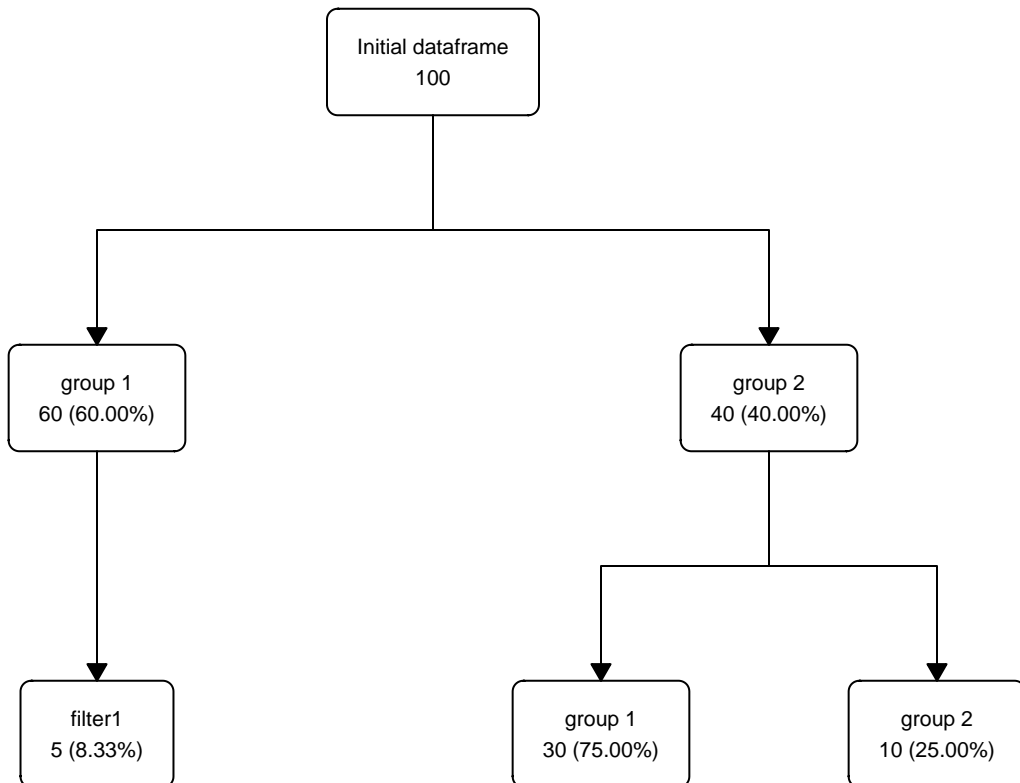 Initial dataframe
100
group 1
60 (60.00%)
group 2
40 (40.00%)
filter1
5 (8.33%)
group 1
30 (75.00%)
group 2
10 (25.00%)